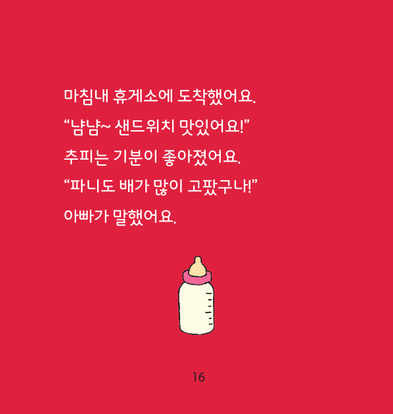 마침내 휴게소에 도착했어요.
“냠냠~ 샌드위치 맛있어요!”
추피는 기분이 좋아졌어요.
“파니도 배가 많이 고팠구나!”
아빠가 말했어요.
16